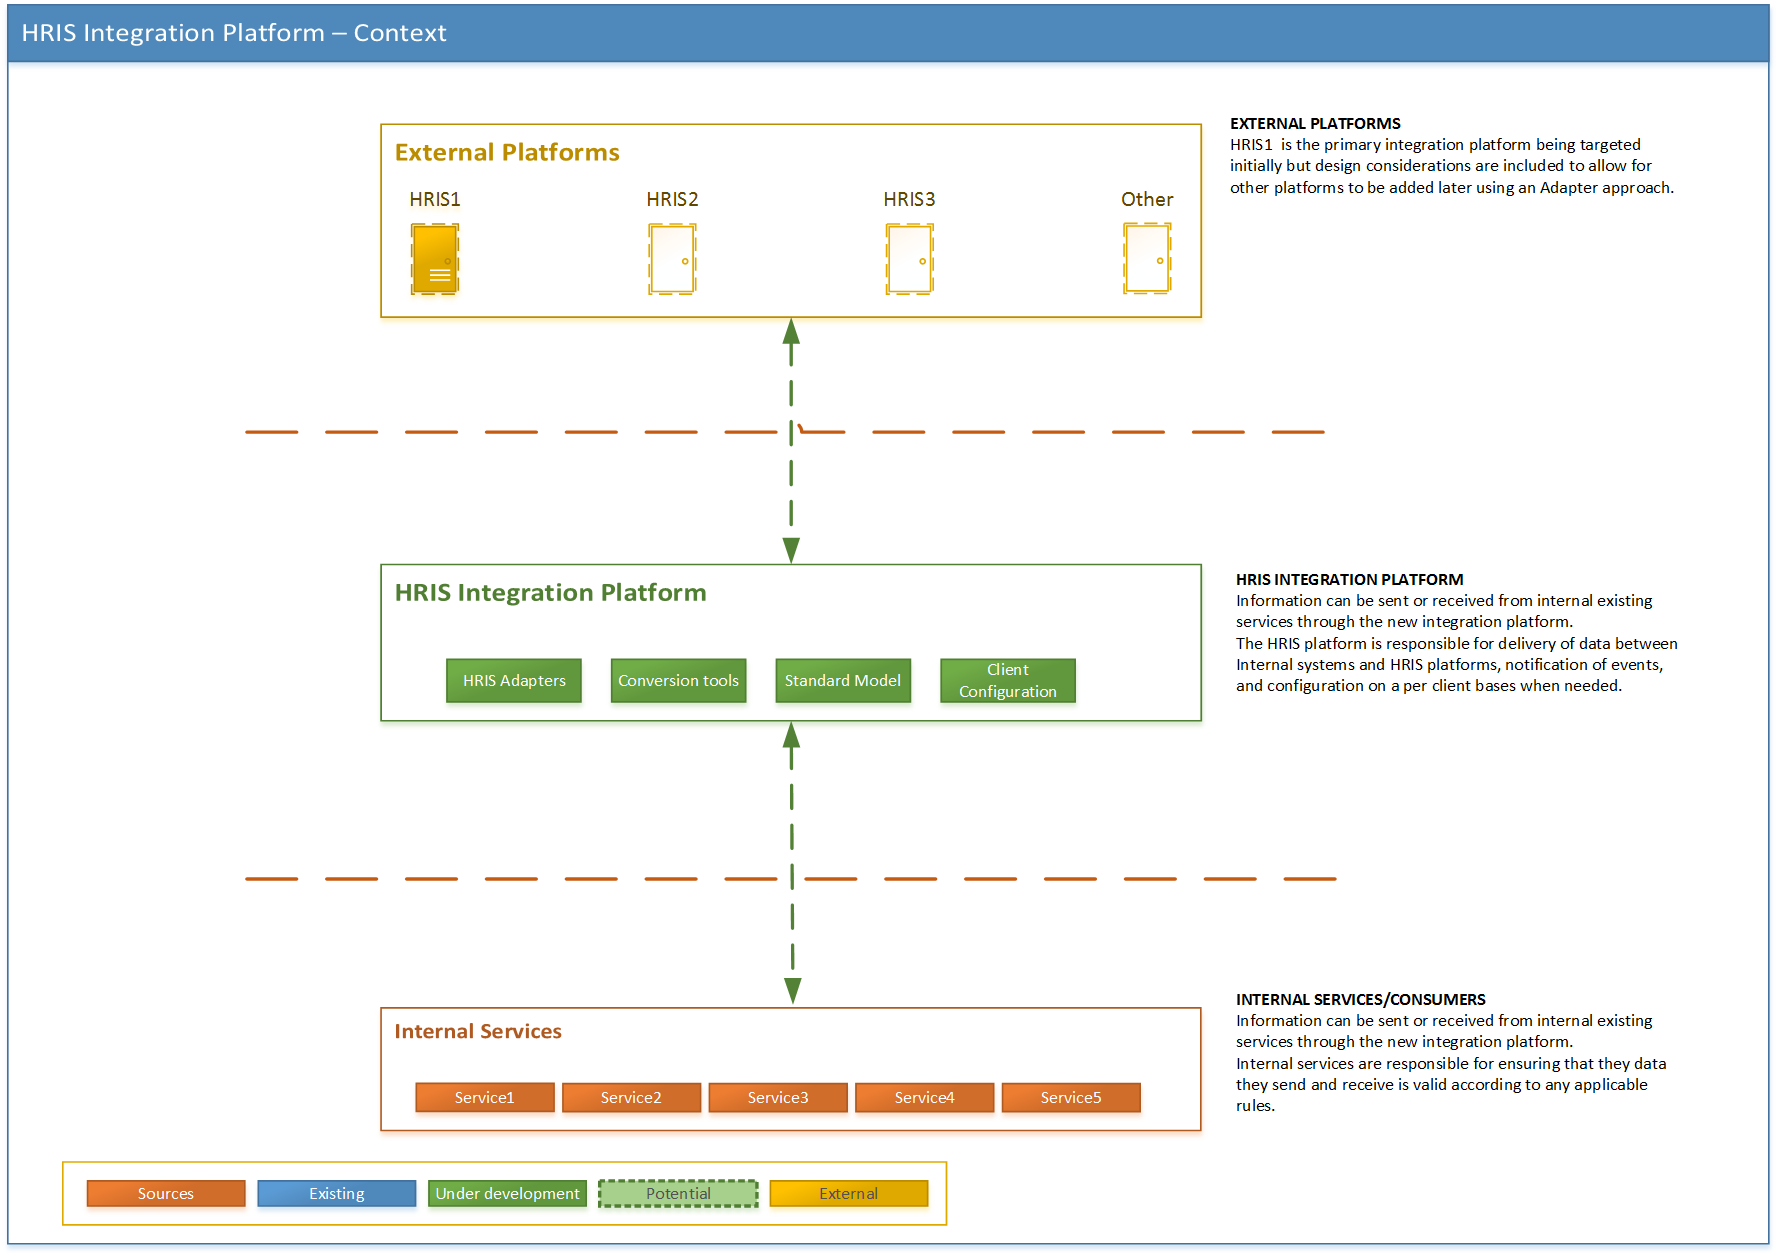 HRIS Integration Platform – Context
External Platforms
HRIS1
HRIS2
HRIS3
Other
EXTERNAL PLATFORMS
HRIS1 is the primary integration platform being targeted
initially but design considerations are included to allow for
other platforms to be added later using an Adapter approach.
HRIS Integration Platform
HRIS Adapters
Conversion tools
Standard Model
Client
Configuration
HRIS INTEGRATION PLATFORM
Information can be sent or received from internal existing
services through the new integration platform.
The HRIS platform is responsible for delivery of data between
Internal systems and HRIS platforms, notification of events,
and configuration on a per client bases when needed.
Internal Services
Service1
Service2
Service3
Service4
Service5
INTERNAL SERVICES/CONSUMERS
Information can be sent or received from internal existing
services through the new integration platform.
Internal services are responsible for ensuring that they data
they send and receive is valid according to any applicable
rules.
Sources
Existing
Under development
Potential
External